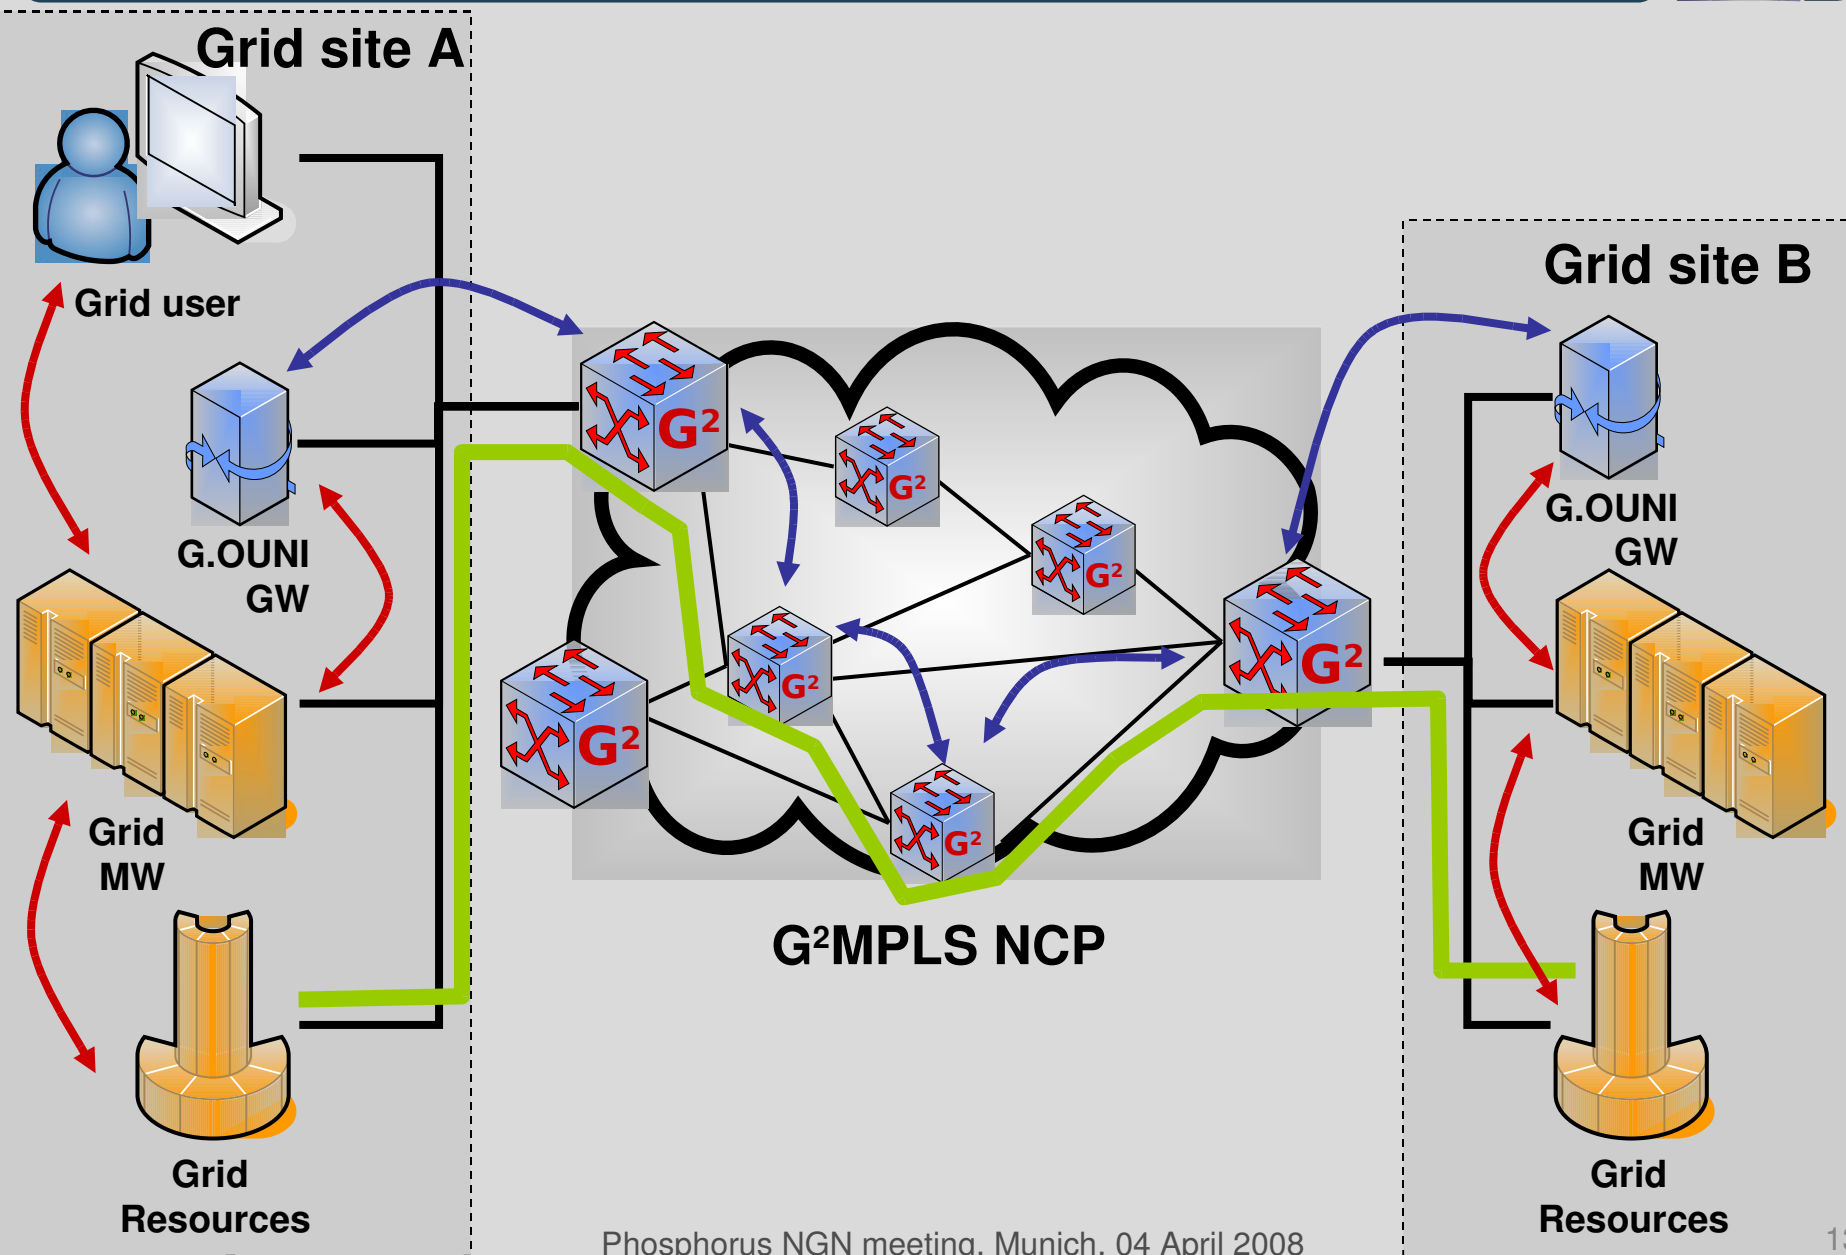 Grid site A
Grid user
G.OUNI
GW
Grid
MW
Grid
Resources
G²
G²
G²
G²
G²
G²
G²
G²MPLS NCP
Grid site B
G.OUNI
GW
Grid
MW
Grid
Resources
Phosphorus NGN meeting, Munich, 04 April 2008